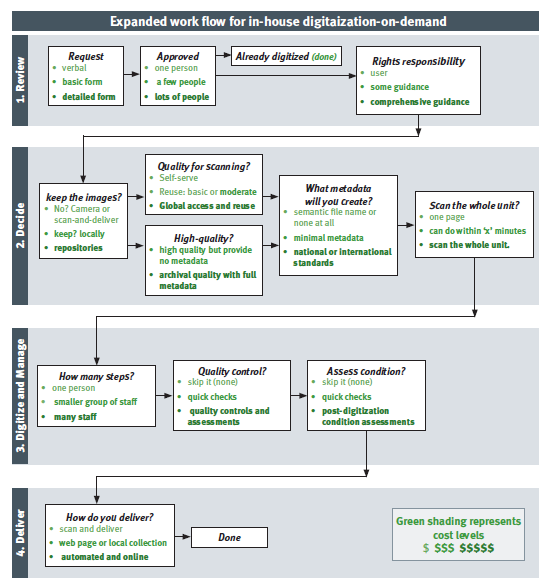 Expanded work flow for in-house digitaization-on-demand
1. Review
Request
• verbal
• basic form
• detailed form
Approved
• one person
• a few people
• lots of people
Already digitized (done)
Rights responsibility
• user
• some guidance
• comprehensive guidance
2. Decide
keep the images?
• No? Camera or
scan-and-deliver
• keep? locally
• repositories
Quality for scanning?
• Self-serve
• Reuse: basic or moderate
• Global access and reuse
High-quality?
• high quality but provide
no metadata
• archival quality with full
metadata
What metadata
will you create?
• semantic file name or
none at all
• minimal metadata
• national or international
standards
Scan the whole unit?
• one page
• can do within ‘x’ minutes
• scan the whole unit.
3. Digitize and Manage
How many steps?
• one person
• smaller group of staff
• many staff
Quality control?
• skip it (none)
• quick checks
• quality controls and
assessments
Assess condition?
• skip it (none)
• quick checks
• post-digitization
condition assessments
4. Deliver
How do you deliver?
• scan and deliver
• web page or local collection
• automated and online
Done
Green shading represents
cost levels
$ $$$ $$$$$